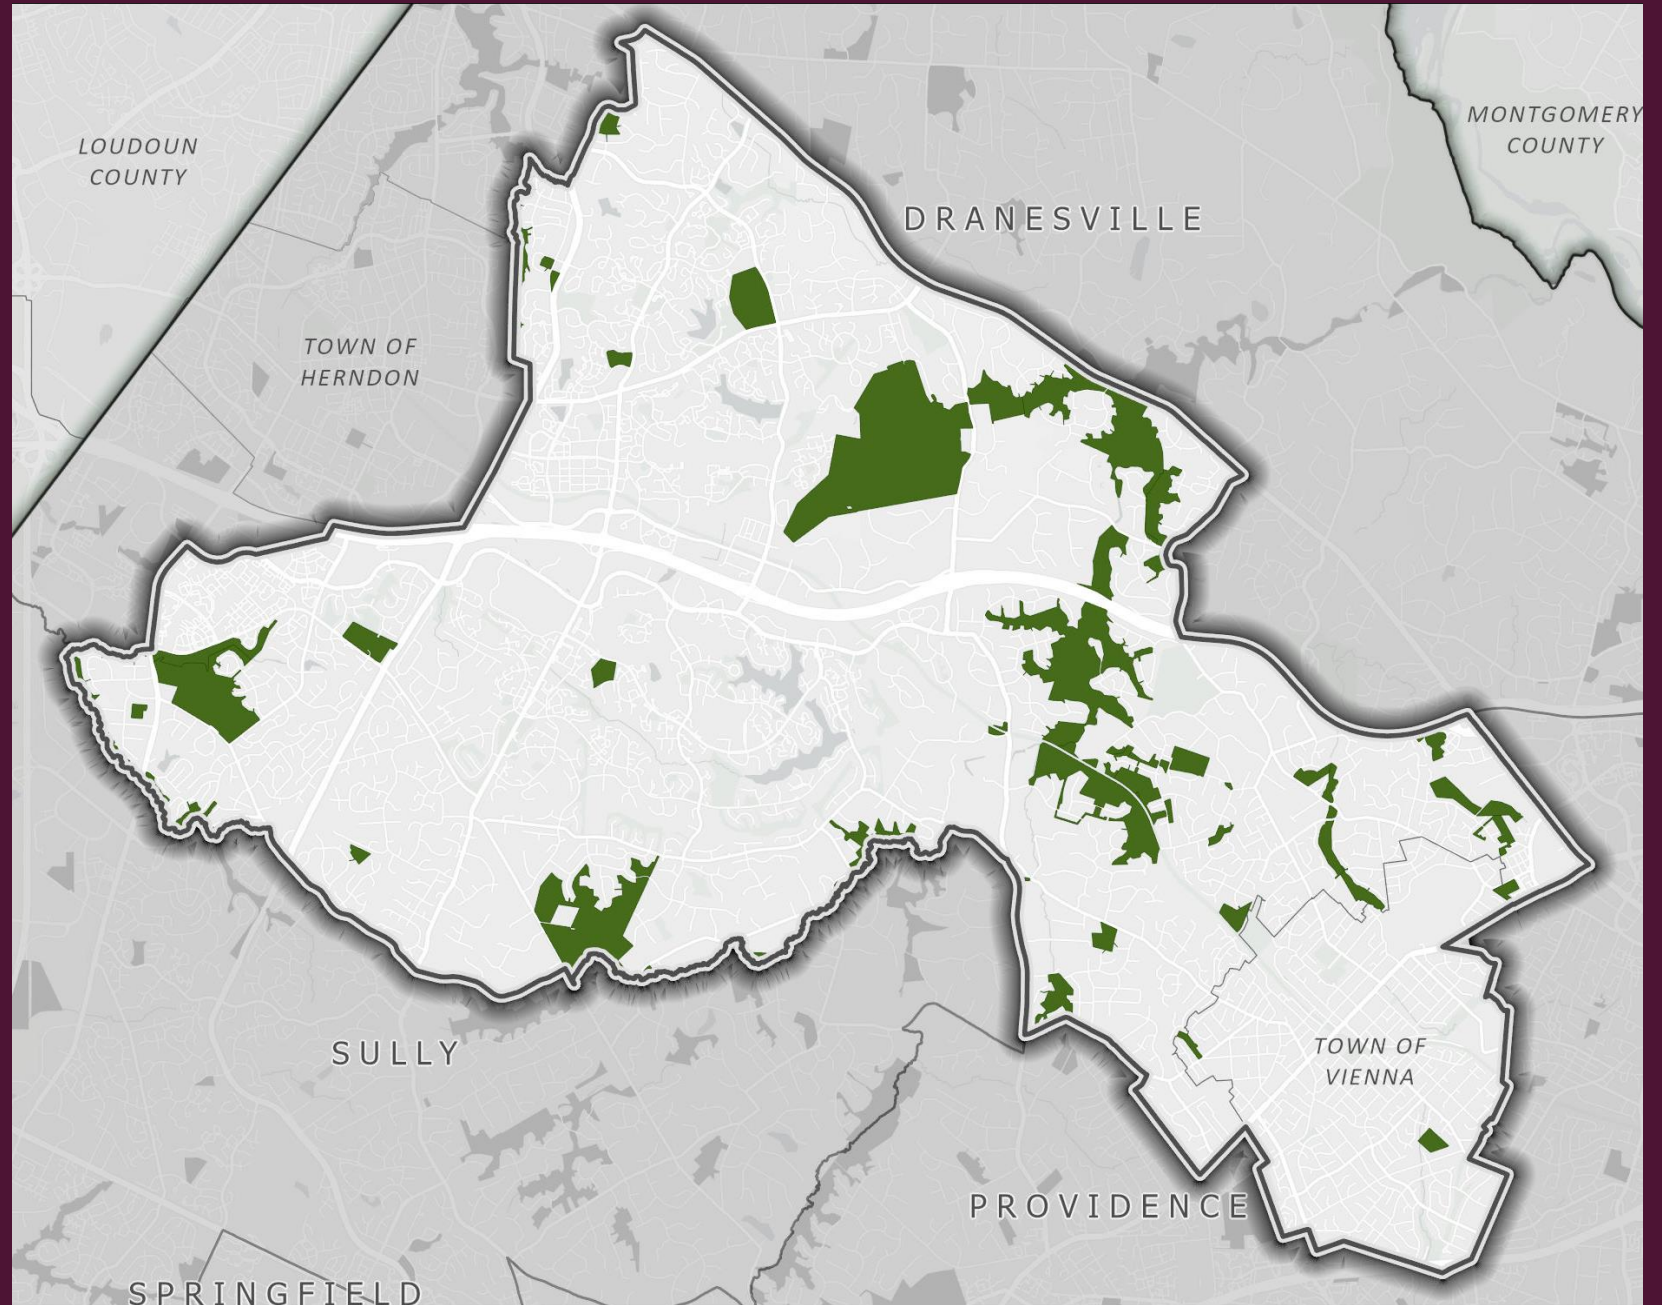 LOUDOUN
COUNTY
MONTGOMERY
COUNTY
DRANESVILLE
TOWN OF
HERNDON
SULLY
TOWN OF
VIENNA
PROVIDENCE
SPRINGFIELD